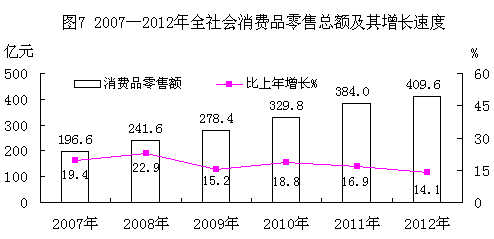 图7 2007—2012年全社会消费品零售总额及其增长速度
亿元 %
消费品零售额 比上年增长%
500 400 300 200 100 0
60 45 30 15 0
196.6 241.6 278.4 329.8 384.0 409.6
19.4 22.9 15.2 18.8 16.9 14.1
2007年 2008年 2009年 2010年 2011年 2012年